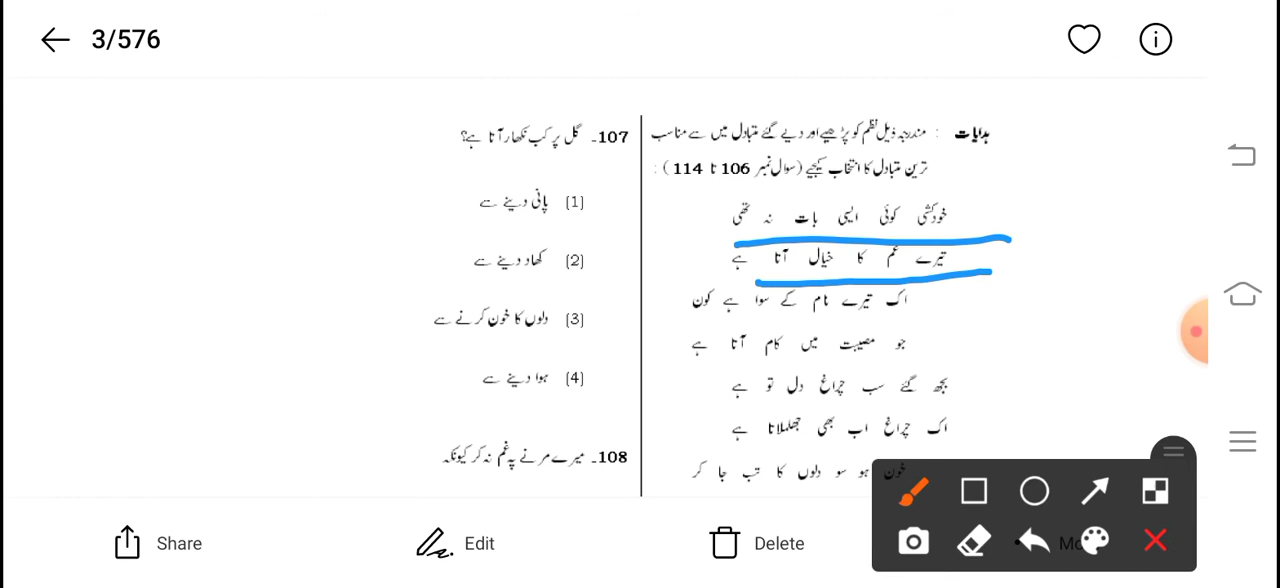 3/576
ہدایات : مندرجہ ذیل نظم کو پڑھیے اور دیے گئے متبادل میں سے مناسب
ترین متبادل کا انتخاب کیجیے (سوال نمبر 106 تا 114) :
خودکشی کوئی ایسی بات نہ تھی
تیرے غم کا خیال آتا ہے
اک تیرے نام کے سوا ہے کون
جو مصیبت میں کام آتا ہے
بجھ گئے سب چراغ دل تو ہے
اک چراغ اب بھی جھلملاتا ہے
خون ہو سو دلوں کا تب جا کر
107۔ گل پر کب نکھار آتا ہے؟
(1) پانی دینے سے
(2) کھاد دینے سے
(3) دلوں کا خون کرنے سے
(4) ہوا دینے سے
108۔ میرے مرنے پہ غم نہ کر کیونکہ
Share
Edit
Delete